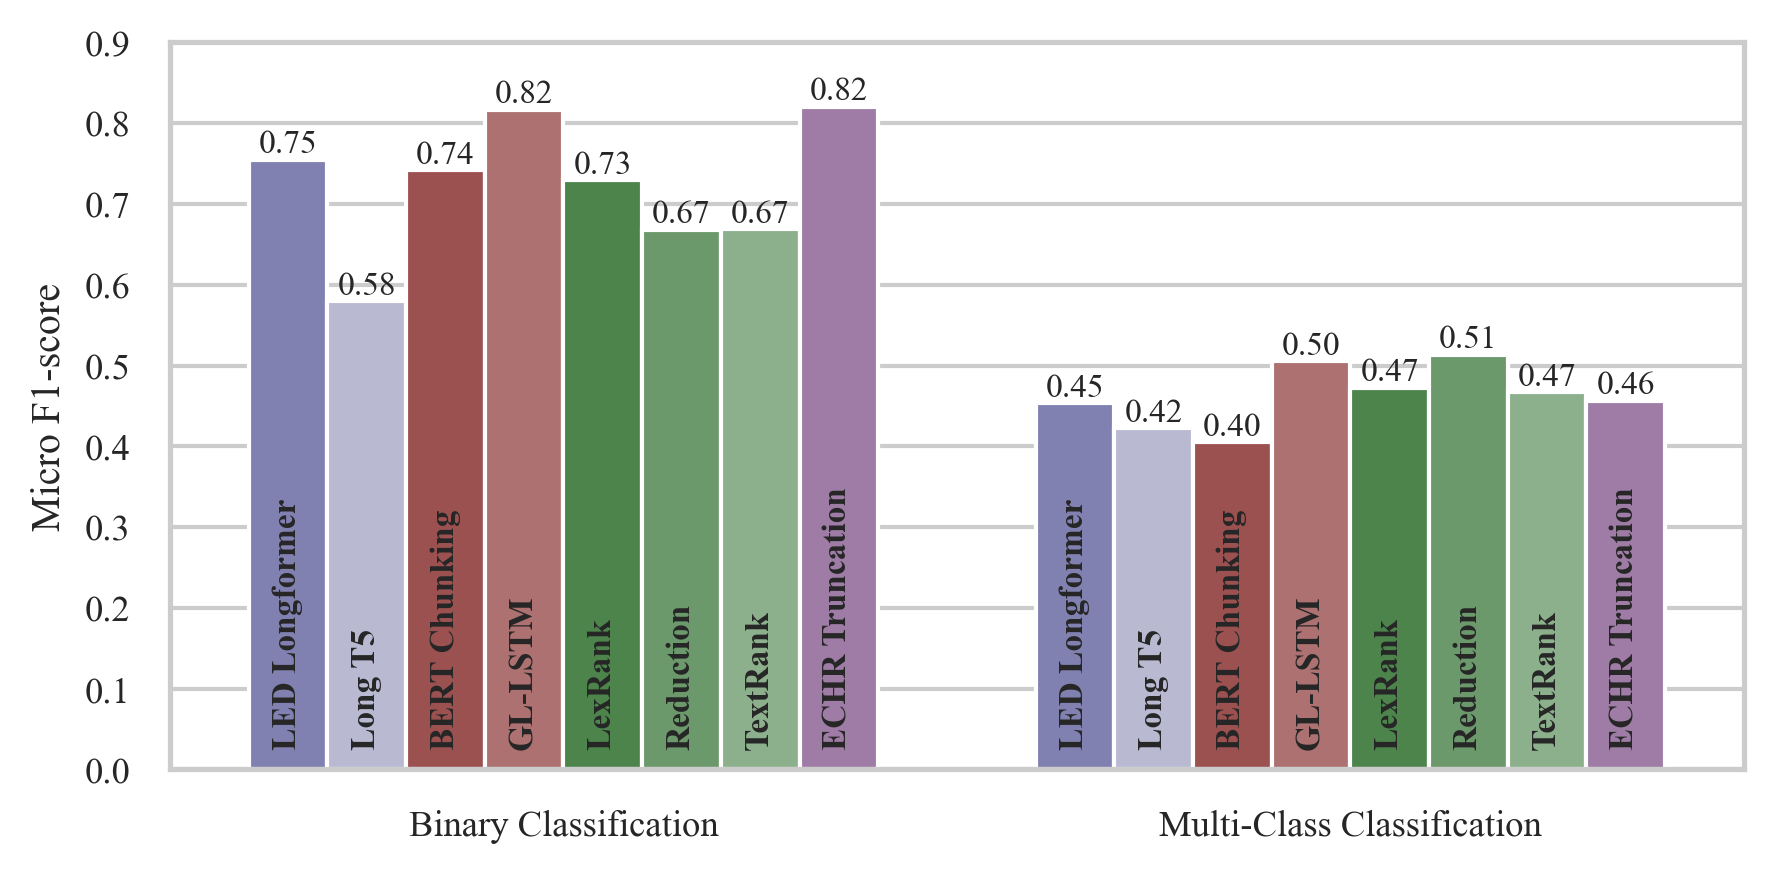 0.9
0.8
0.7
0.6
0.5
0.4
0.3
0.2
0.1
0.0
Micro F1-score
0.75
0.58
0.74
0.82
0.73
0.67
0.67
0.82
LED Longformer
Long T5
BERT Chunking
GL-LSTM
LexRank
Reduction
TextRank
ECHR Truncation
Binary Classification
0.45
0.42
0.40
0.50
0.47
0.51
0.47
0.46
LED Longformer
Long T5
BERT Chunking
GL-LSTM
LexRank
Reduction
TextRank
ECHR Truncation
Multi-Class Classification